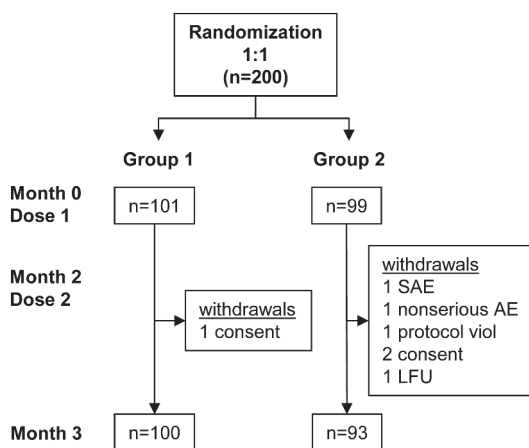 Randomization
1:1
(n=200)
Group 1
Group 2
Month 0
Dose 1
n=101
n=99
Month 2
Dose 2
withdrawals
1 consent
withdrawals
1 SAE
1 nonserious AE
1 protocol viol
2 consent
1 LFU
Month 3
n=100
n=93